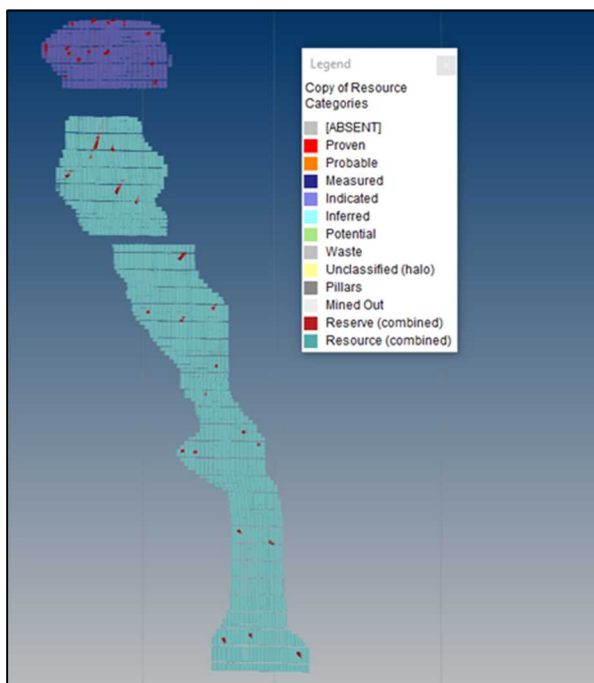 Legend
Copy of Resource
Categories
[ABSENT]
Proven
Probable
Measured
Indicated
Inferred
Potential
Waste
Unclassified (halo)
Pillars
Mined Out
Reserve (combined)
Resource (combined)